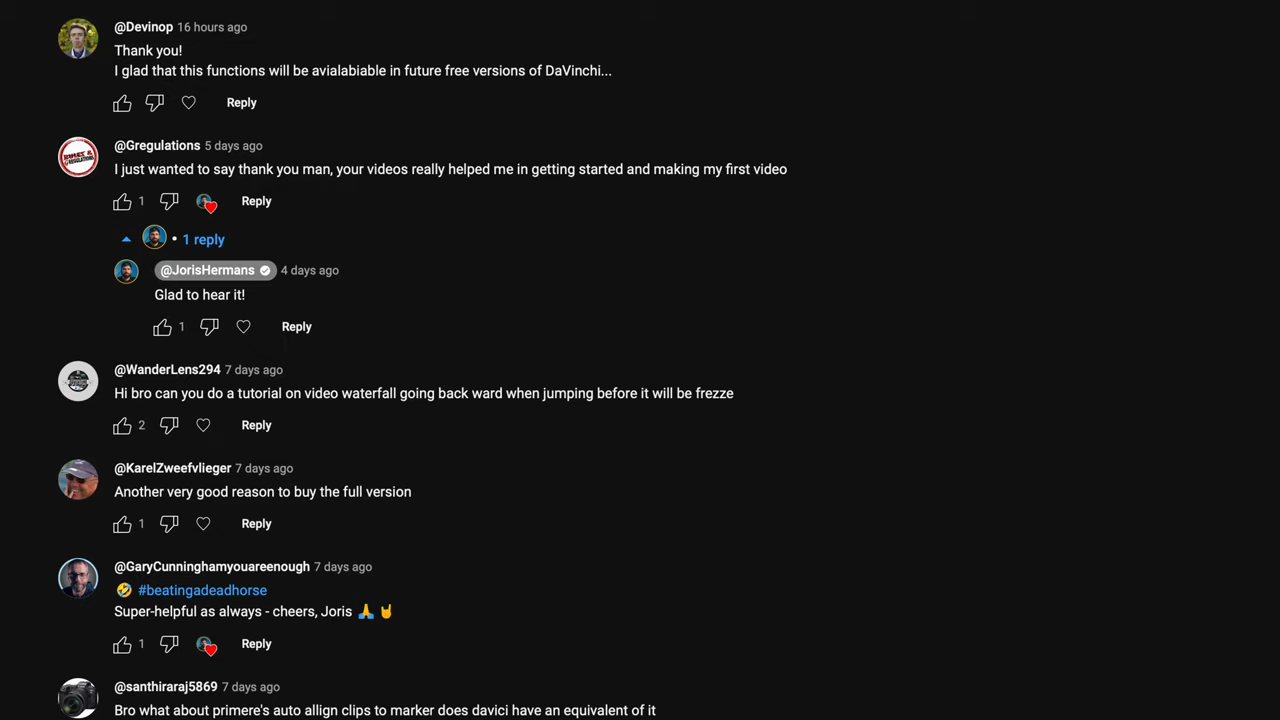 @Devinop 16 hours ago
Thank you!
I glad that this functions will be avialabiable in future free versions of DaVinchi...
Reply
@Gregulations 5 days ago
I just wanted to say thank you man, your videos really helped me in getting started and making my first video
1 Reply
• 1 reply
@JorisHermans 4 days ago
Glad to hear it!
1 Reply
@WanderLens294 7 days ago
Hi bro can you do a tutorial on video waterfall going back ward when jumping before it will be frezze
2 Reply
@KarelZweefvlieger 7 days ago
Another very good reason to buy the full version
1 Reply
@GaryCunninghamyouareenough 7 days ago
🤣 #beatingadeadhorse
Super-helpful as always - cheers, Joris 🙏 🤘
1 Reply
@santhiraraj5869 7 days ago
Bro what about primere's auto allign clips to marker does davici have an equivalent of it